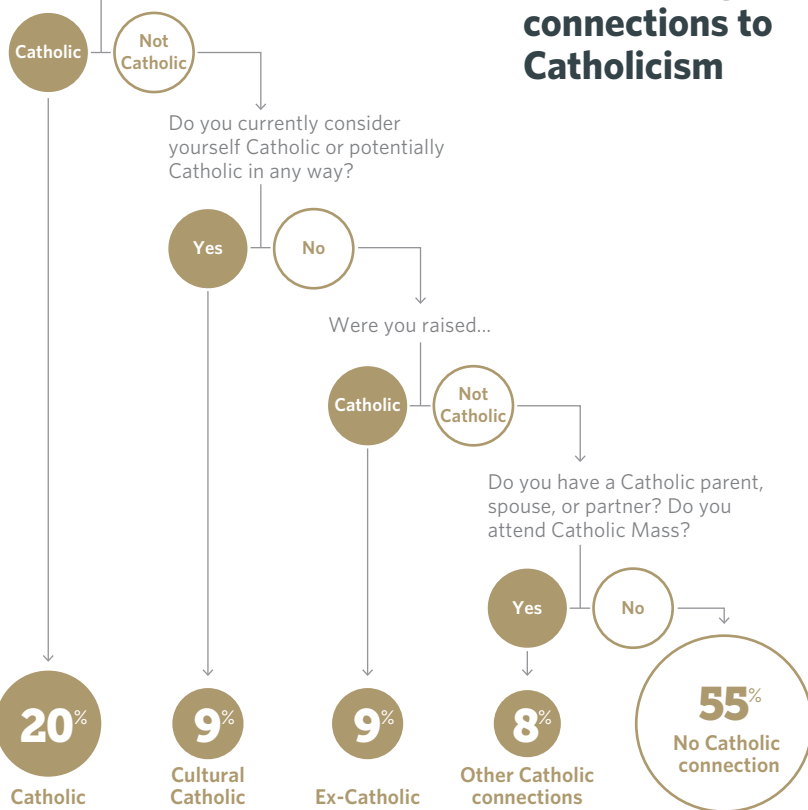 connections to
Catholicism
Catholic
Not
Catholic
Do you currently consider
yourself Catholic or potentially
Catholic in any way?
Yes
No
Were you raised...
Catholic
Not
Catholic
Do you have a Catholic parent,
spouse, or partner? Do you
attend Catholic Mass?
Yes
No
20%
Catholic
9%
Cultural
Catholic
9%
Ex-Catholic
8%
Other Catholic
connections
55%
No Catholic
connection